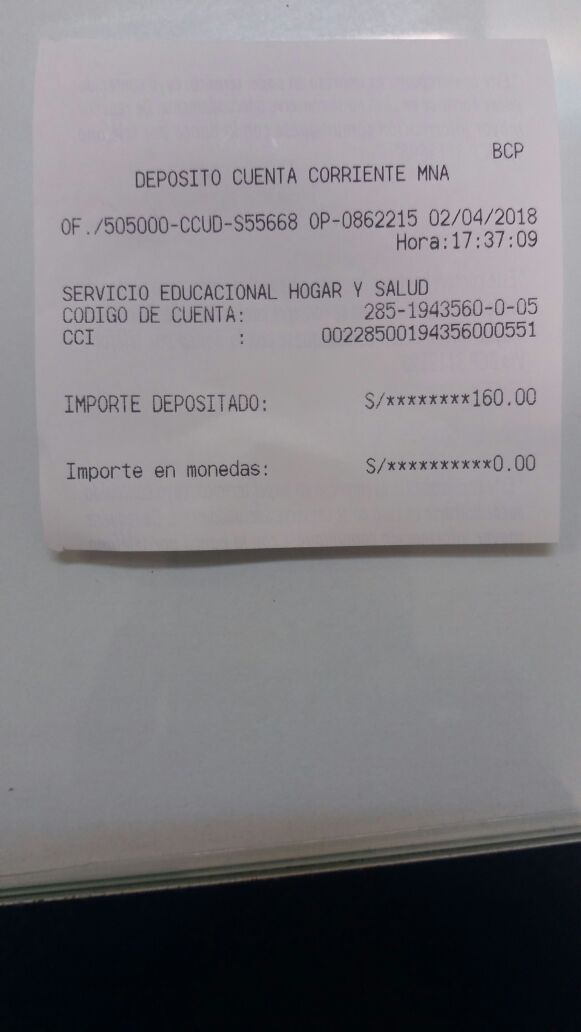 BCP
DEPOSITO CUENTA CORRIENTE MNA
OF./505000-CCUD-S55668 OP-0862215 02/04/2018
Hora:17:37:09
SERVICIO EDUCACIONAL HOGAR Y SALUD
CODIGO DE CUENTA: 285-1943560-0-05
CCI : 00228500194356000551
IMPORTE DEPOSITADO: S/********160.00
Importe en monedas: S/**********0.00